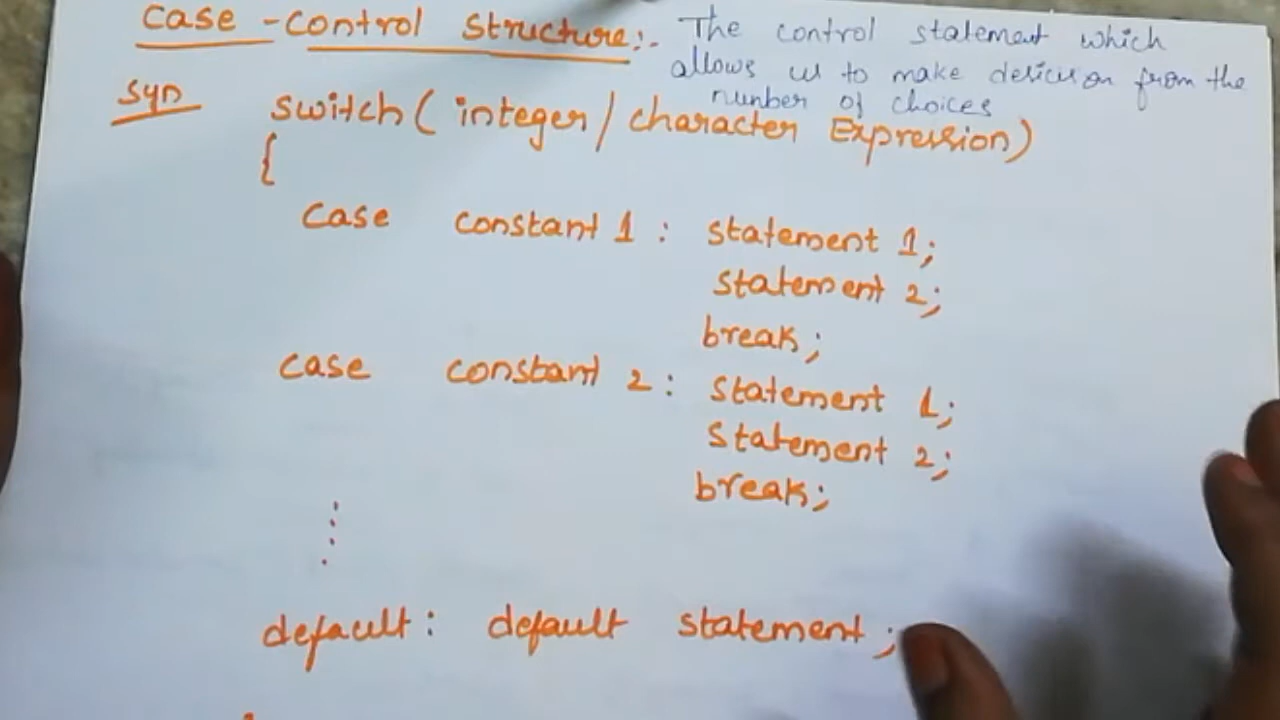 Case - Control Structure:-
The control statement which
allows us to make decision from the
number of choices
Syn
switch( integer / character Expression)
{
case constant 1 : statement 1;
statement 2;
break;
case constant 2 : statement 1;
statement 2;
break;
default : default statement ;